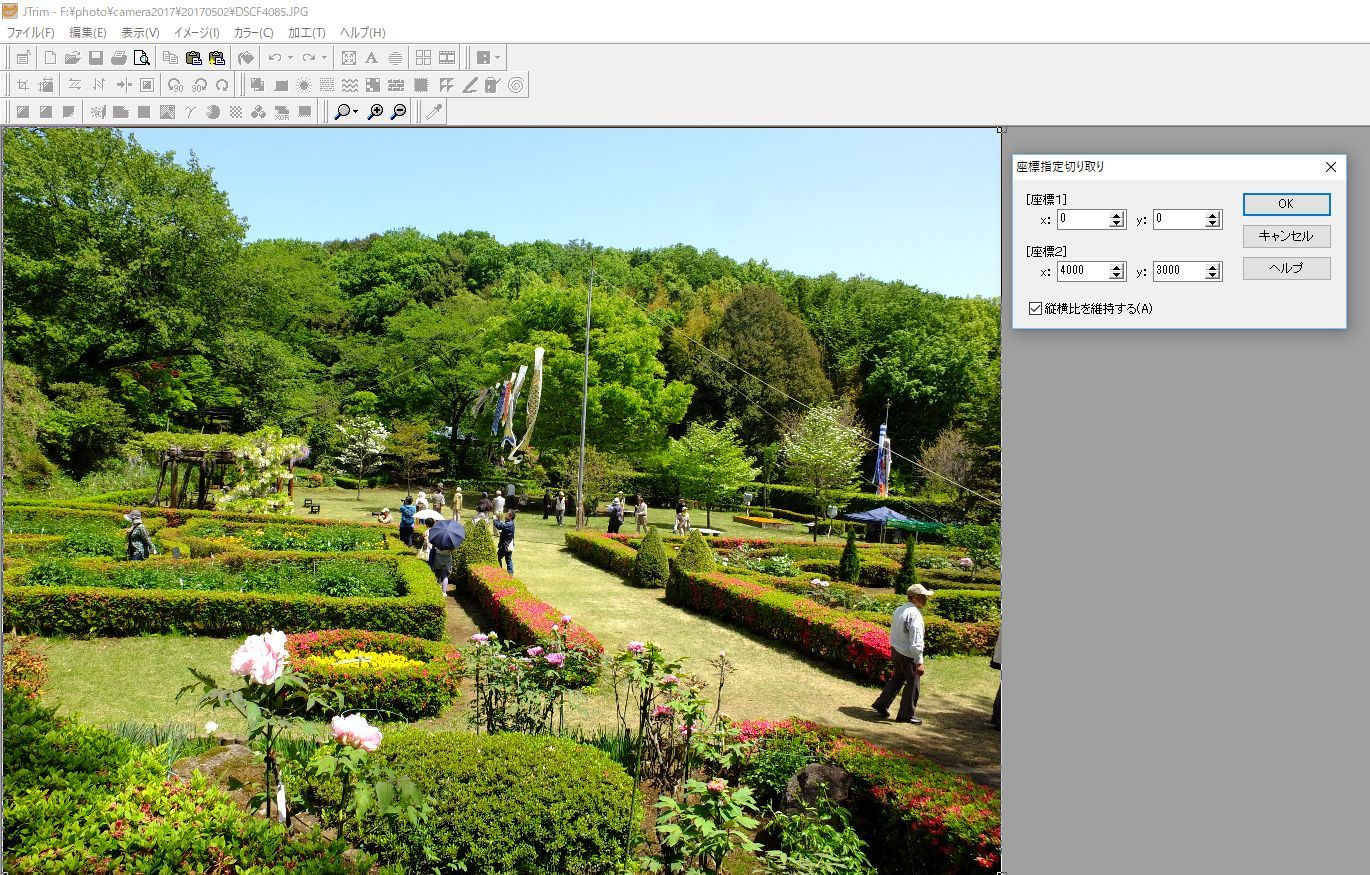 JTrim - F:¥photo¥camera2017¥20170502¥DSCF4085.JPG
ファイル(F) 編集(E) 表示(V) イメージ(I) カラー(C) 加工(T) ヘルプ(H)
A
90 90
XOR
座標指定切り取り
[座標1]
x: 0 y: 0
OK
キャンセル
[座標2]
x: 4000 y: 3000
ヘルプ
縦横比を維持する(A)